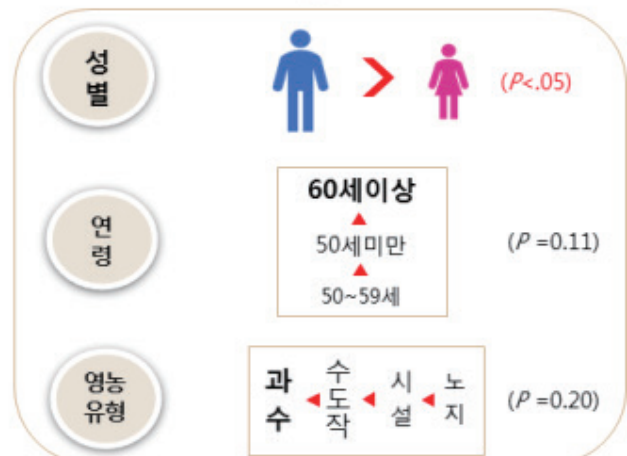 성별
(P<.05)
연령
60세이상
50세미만
50~59세
(P =0.11)
영농
유형
과수
수도작
시설
노지
(P =0.20)